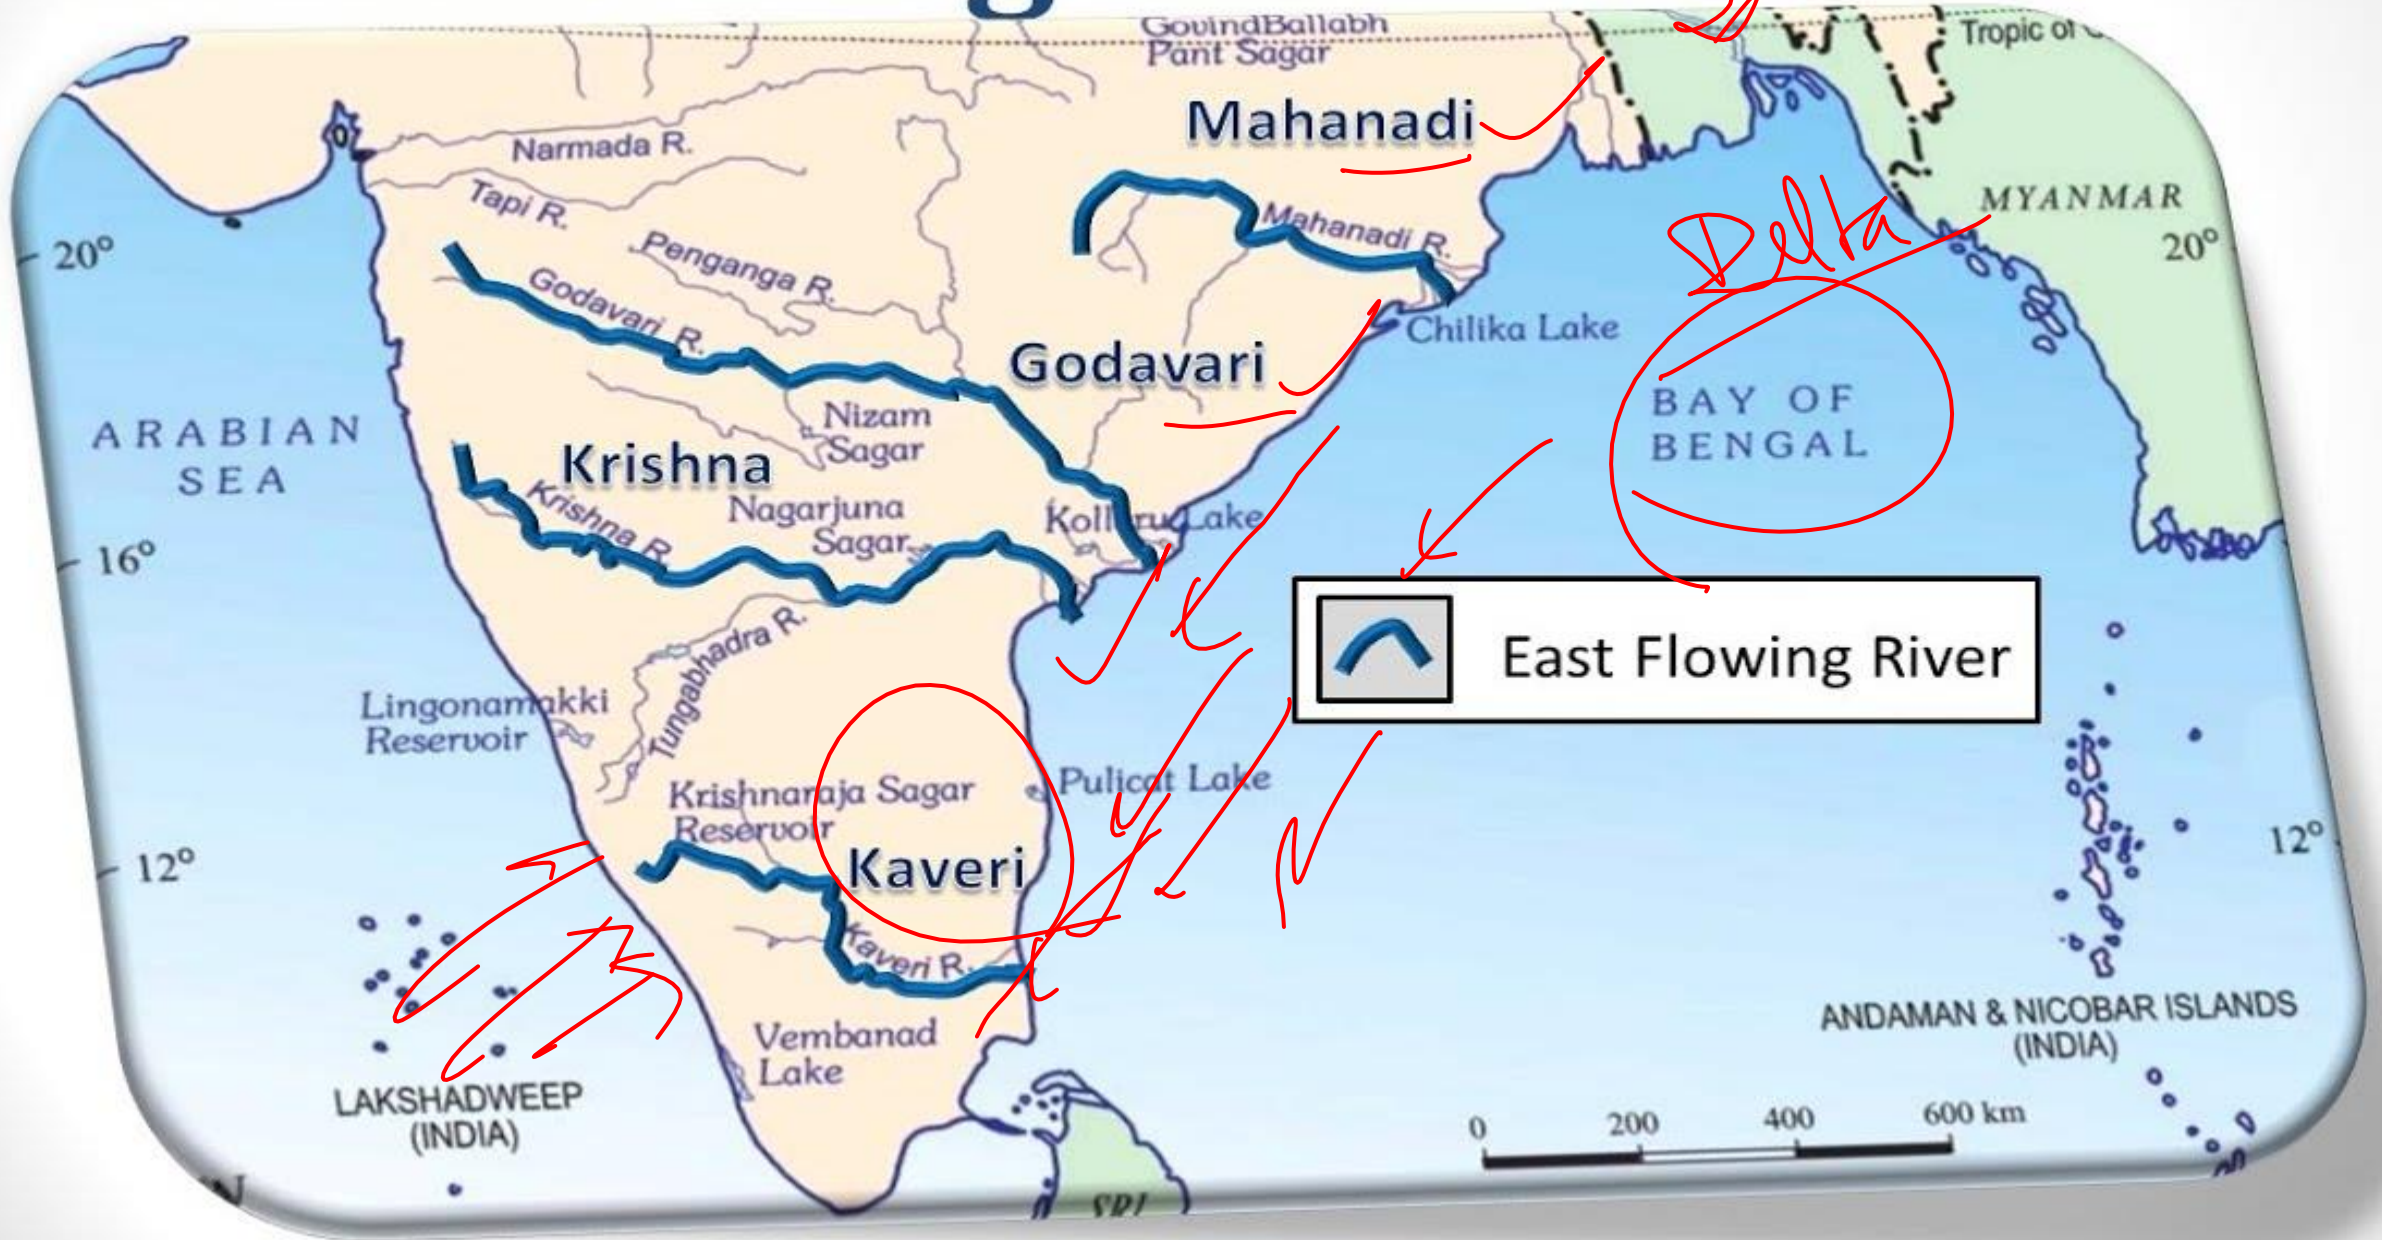 GovindBallabh
Pant Sagar
Tropic of
Mahanadi
Narmada R.
Tapi R.
Mahanadi R.
Delta
MYANMAR
20°
20°
Penganga R.
Godavari R.
Chilika Lake
Godavari
BAY OF
BENGAL
ARABIAN
SEA
Nizam
Sagar
Krishna
Krishna R.
Nagarjuna
Sagar
Kolleru Lake
16°
East Flowing River
Tungabhadra R.
Lingonamakki
Reservoir
Krishnaraja Sagar
Reservoir
Pulicat Lake
Kaveri
12°
12°
Kaveri R.
Vembanad
Lake
ANDAMAN & NICOBAR ISLANDS
(INDIA)
LAKSHADWEEP
(INDIA)
0 200 400 600 km
SRI